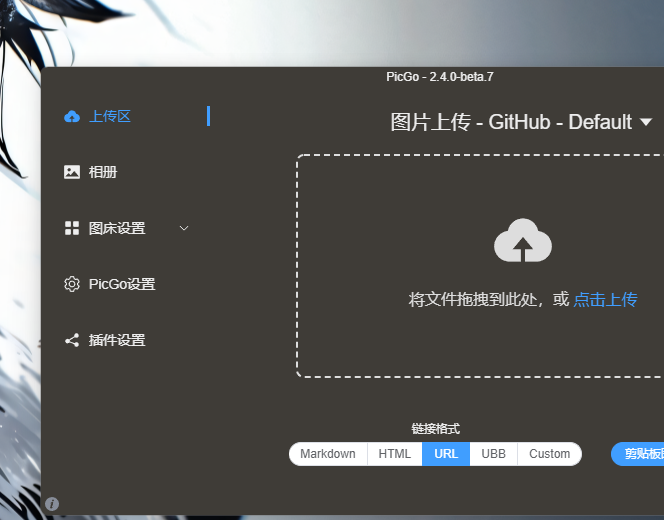 PicGo - 2.4.0-beta.7
上传区
图片上传 - GitHub - Default
相册
图床设置
PicGo设置
插件设置
将文件拖拽到此处，或 点击上传
链接格式
Markdown HTML URL UBB Custom
剪贴板